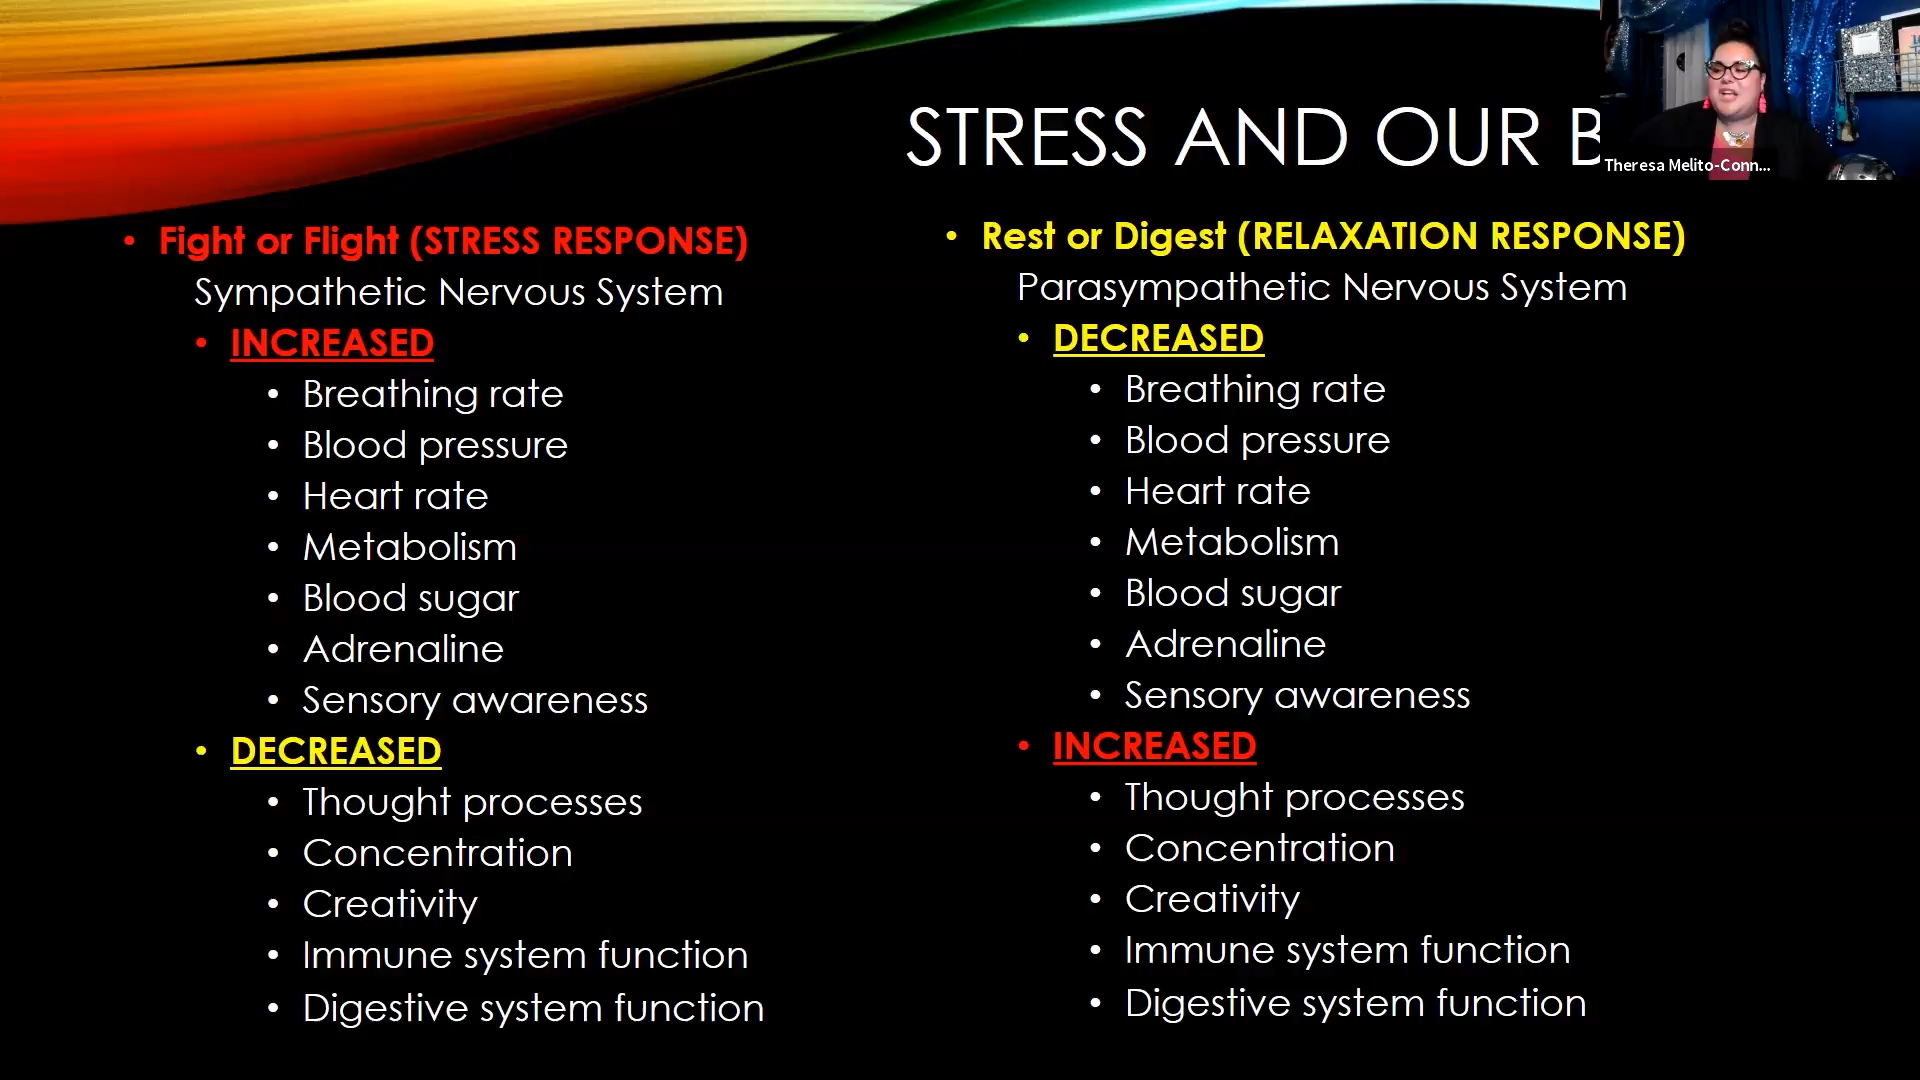 STRESS AND OUR B
Theresa Melito-Conn...
• Fight or Flight (STRESS RESPONSE)
Sympathetic Nervous System
• INCREASED
• Breathing rate
• Blood pressure
• Heart rate
• Metabolism
• Blood sugar
• Adrenaline
• Sensory awareness
• DECREASED
• Thought processes
• Concentration
• Creativity
• Immune system function
• Digestive system function
• Rest or Digest (RELAXATION RESPONSE)
Parasympathetic Nervous System
• DECREASED
• Breathing rate
• Blood pressure
• Heart rate
• Metabolism
• Blood sugar
• Adrenaline
• Sensory awareness
• INCREASED
• Thought processes
• Concentration
• Creativity
• Immune system function
• Digestive system function